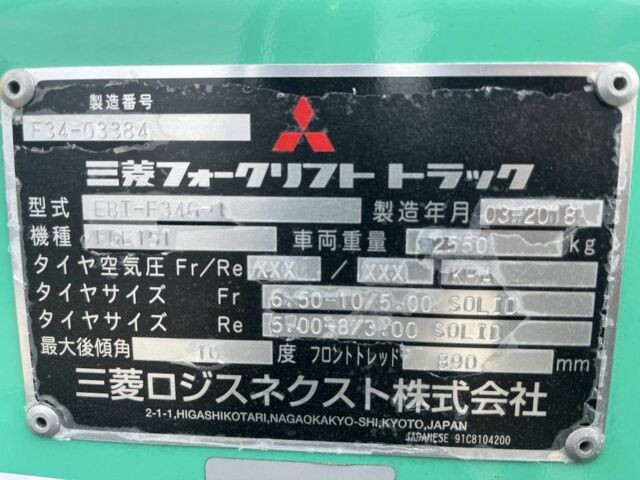 製造番号
F34-03384
三菱フォークリフト トラック
型式 EBT-F34G-1 製造年月 03-2018
機種 FGE15T 車両重量 2550 kg
タイヤ空気圧 Fr/Re XXX / XXX KPA
タイヤサイズ Fr 6.50-10/5.00 SOLID
タイヤサイズ Re 5.00-8/3.00 SOLID
最大後傾角 10 度 フロントトレッド 890 mm
三菱ロジスネクスト株式会社
2-1-1,HIGASHIKOTARI,NAGAOKAKYO-SHI,KYOTO,JAPAN
JAPANESE 91C8104200